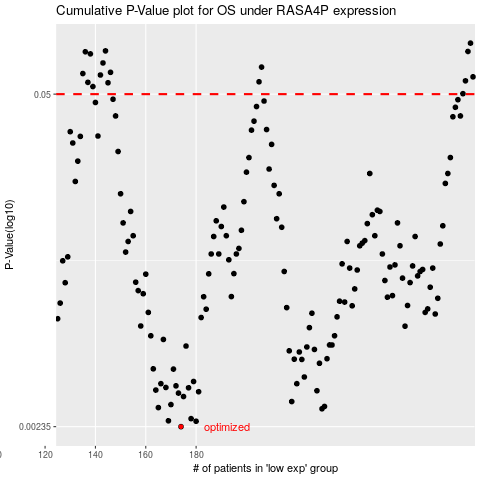 Cumulative P-Value plot for OS under RASA4P expression
0.05
P-Value(log10)
0.00235
optimized
0 120 140 160 180
# of patients in 'low exp' group